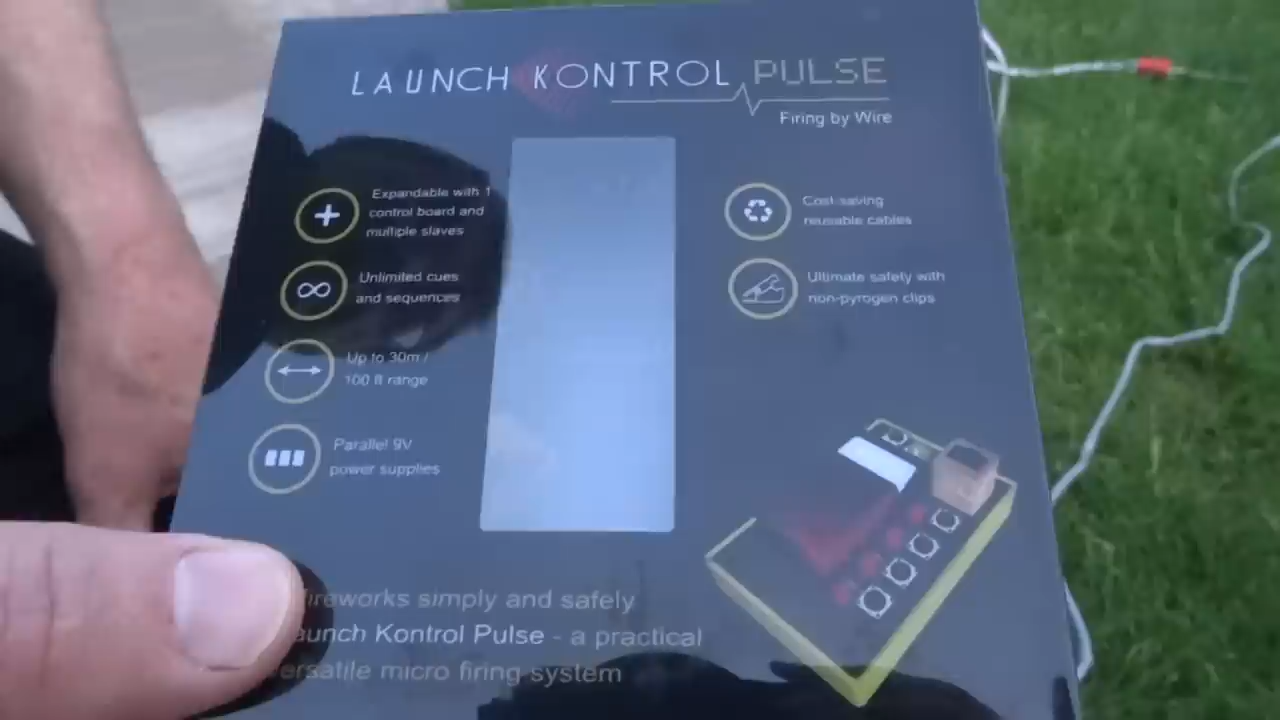 LAUNCH KONTROL PULSE
Firing by Wire
Expandable with 1
control board and
multiple slaves
Unlimited cues
and sequences
Up to 30m /
100 ft range
Parallel 9V
power supplies
Cost-saving
reusable cables
Ultimate safety with
non-pyrogen clips
fireworks simply and safely
aunch Kontrol Pulse - a practical
ersatile micro firing system